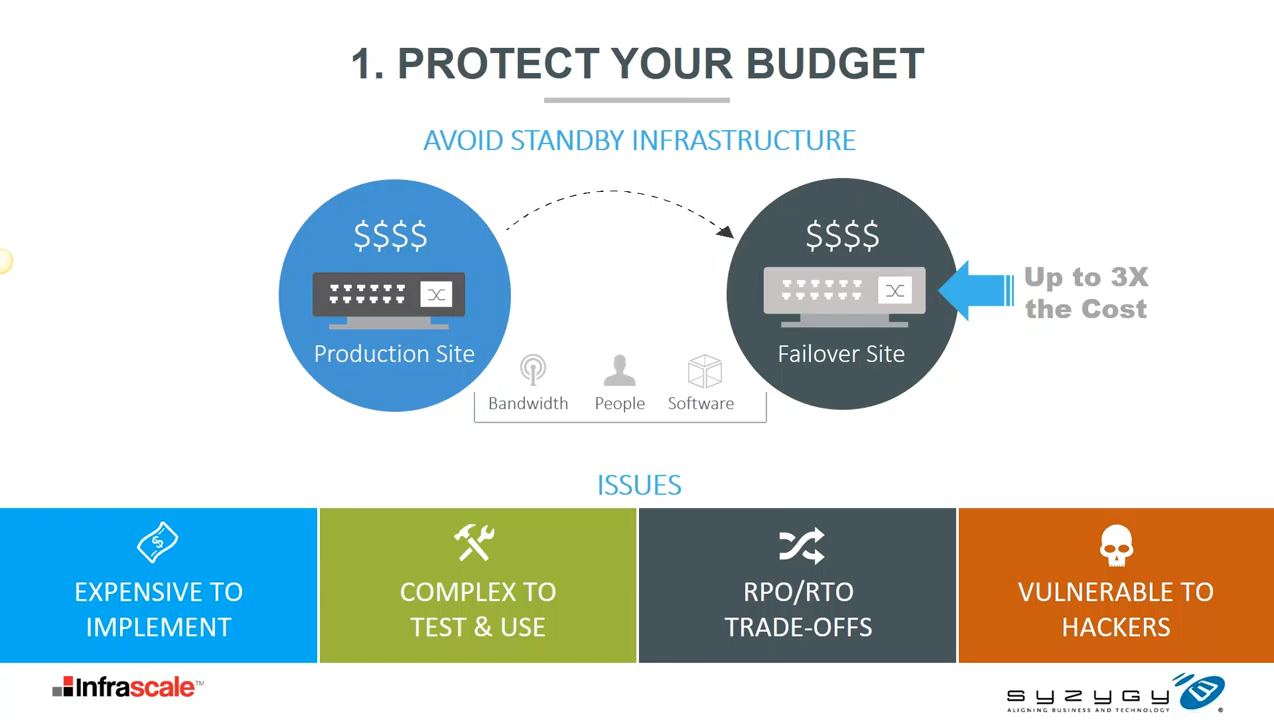 1. PROTECT YOUR BUDGET
AVOID STANDBY INFRASTRUCTURE
$$$$
Production Site
$$$$
Failover Site
Up to 3X
the Cost
Bandwidth
People
Software
ISSUES
EXPENSIVE TO
IMPLEMENT
COMPLEX TO
TEST & USE
RPO/RTO
TRADE-OFFS
VULNERABLE TO
HACKERS
Infrascale™
syzygy
ALIGNING BUSINESS AND TECHNOLOGY ®